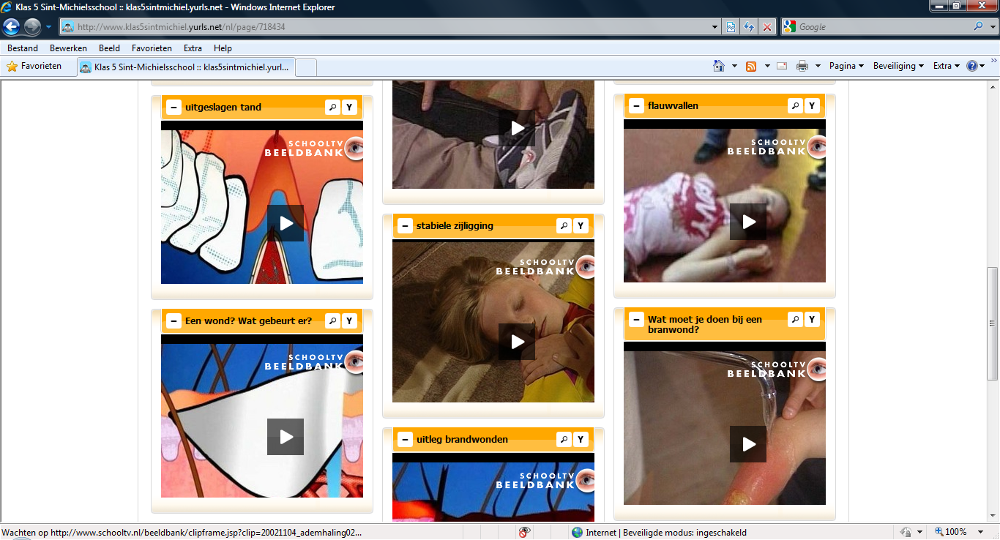 Klas 5 Sint-Michielsschool :: klas5sintmichiel.yurls.net - Windows Internet Explorer
http://www.klas5sintmichiel.yurls.net/nl/page/718434
Google
Bestand Bewerken Beeld Favorieten Extra Help
Favorieten
Klas 5 Sint-Michielsschool :: klas5sintmichiel.yurl...
Pagina Beveiliging Extra
uitgeslagen tand
Y
SCHOOLTV
BEELDBANK
Een wond? Wat gebeurt er?
Y
SCHOOLTV
BEELDBANK
stabiele zijligging
Y
SCHOOLTV
BEELDBANK
uitleg brandwonden
Y
SCHOOLTV
BEELDBANK
flauwvallen
Y
SCHOOLTV
BEELDBANK
Wat moet je doen bij een
branwond?
Y
SCHOOLTV
BEELDBANK
Wachten op http://www.schooltv.nl/beeldbank/clipframe.jsp?clip=20021104_ademhaling02...
Internet | Beveiligde modus: ingeschakeld
100%